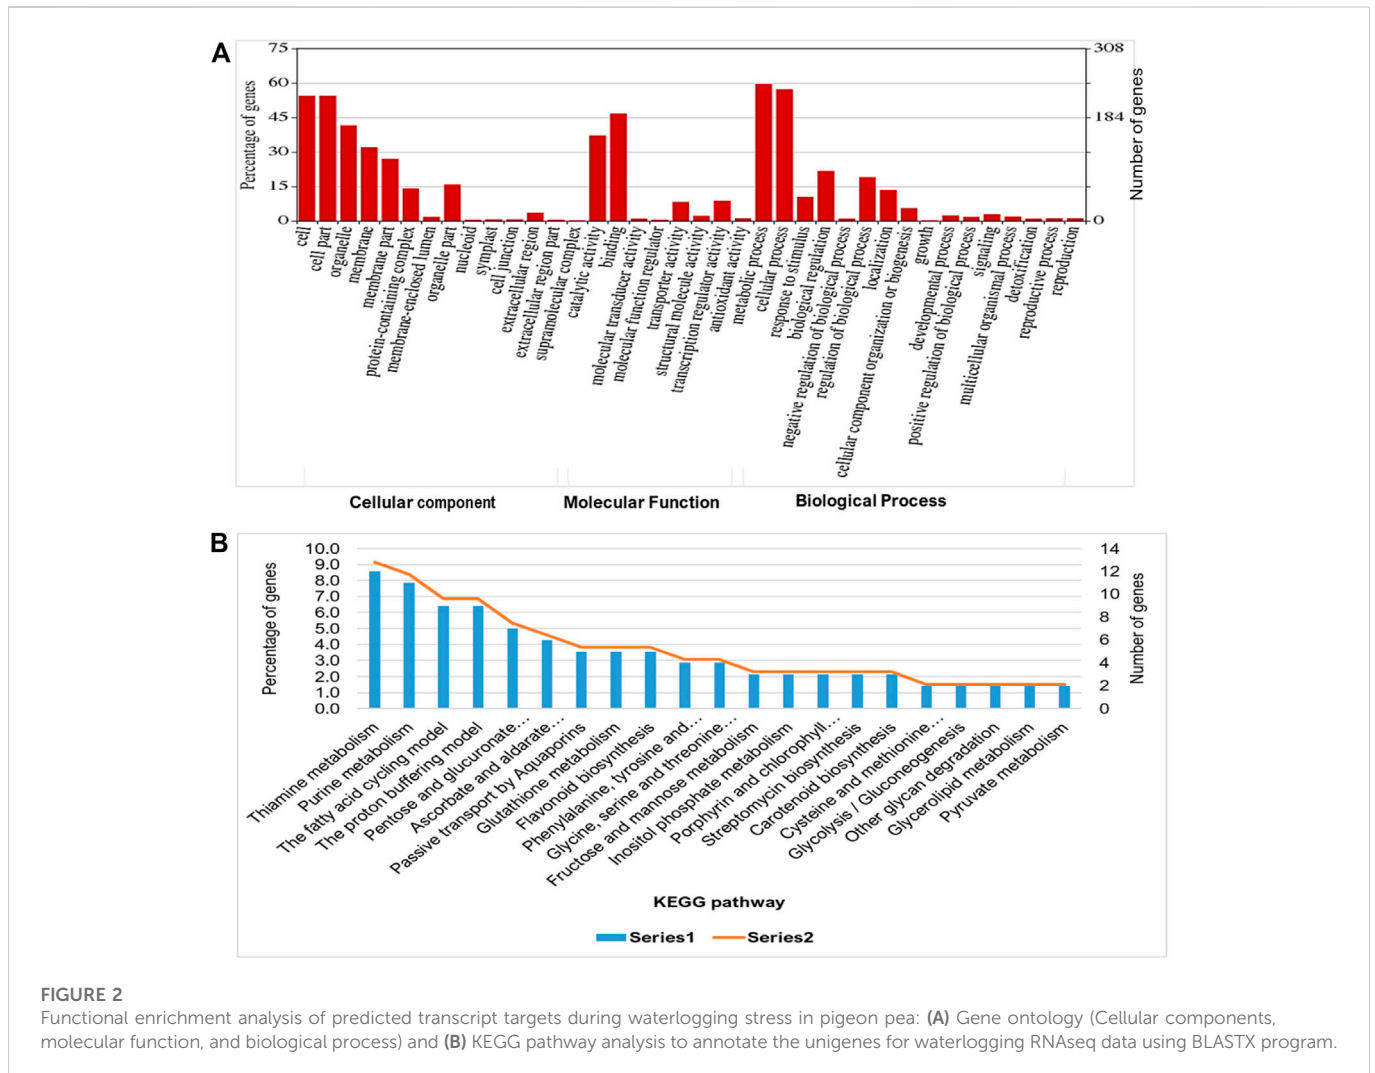 A
75
60
45
30
15
0
Percentage of genes
308
184
0
Number of genes
cell
cell part
organelle
membrane
membrane part
protein-containing complex
membrane-enclosed lumen
organelle part
nucleoid
symplast
cell junction
extracellular region
extracellular region part
supramolecular complex
catalytic activity
binding
molecular transducer activity
molecular function regulator
transporter activity
structural molecule activity
transcription regulator activity
antioxidant activity
metabolic process
cellular process
response to stimulus
biological regulation
negative regulation of biological process
regulation of biological process
localization
cellular component organization or biogenesis
growth
developmental process
positive regulation of biological process
signaling
multicellular organismal process
detoxification
reproductive process
reproduction
Cellular component
Molecular Function
Biological Process
B
10.0
9.0
8.0
7.0
6.0
5.0
4.0
3.0
2.0
1.0
0.0
Percentage of genes
14
12
10
8
6
4
2
0
Number of genes
Thiamine metabolism
Purine metabolism
The fatty acid cycling model
The proton buffering model
Pentose and glucuronate...
Ascorbate and aldarate...
Passive transport by Aquaporins
Glutathione metabolism
Flavonoid biosynthesis
Phenylalanine, tyrosine and...
Glycine, serine and threonine...
Fructose and mannose metabolism
Inositol phosphate metabolism
Porphyrin and chlorophyll...
Streptomycin biosynthesis
Carotenoid biosynthesis
Cysteine and methionine...
Glycolysis / Gluconeogenesis
Other glycan degradation
Glycerolipid metabolism
Pyruvate metabolism
KEGG pathway
Series1
Series2
FIGURE 2
Functional enrichment analysis of predicted transcript targets during waterlogging stress in pigeon pea: (A) Gene ontology (Cellular components,
molecular function, and biological process) and (B) KEGG pathway analysis to annotate the unigenes for waterlogging RNAseq data using BLASTX program.